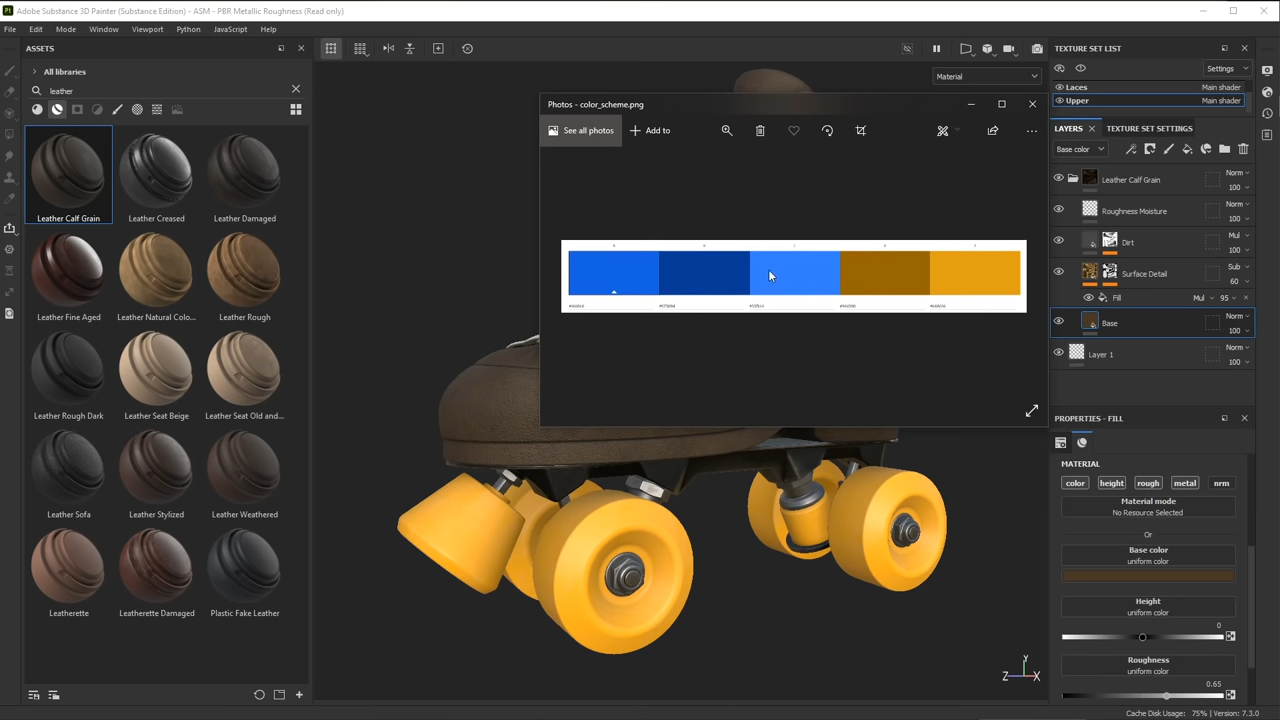 Pt Adobe Substance 3D Painter (Substance Edition) - ASM - PBR Metallic Roughness (Read only)
File Edit Mode Window Viewport Python JavaScript Help
ASSETS
All libraries
leather
Leather Calf Grain Leather Creased Leather Damaged
Leather Fine Aged Leather Natural Colo... Leather Rough
Leather Rough Dark Leather Seat Beige Leather Seat Old and...
Leather Sofa Leather Stylized Leather Weathered
Leatherette Leatherette Damaged Plastic Fake Leather
Material
Photos - color_scheme.png
See all photos Add to
Y
Z X
TEXTURE SET LIST
Settings
Laces Main shader
Upper Main shader
LAYERS TEXTURE SET SETTINGS
Base color
Leather Calf Grain Norm 100
Roughness Moisture Norm 100
Dirt Mul 100
Surface Detail Sub 60
Fill Mul 95
Base Norm 100
Layer 1 Norm 100
PROPERTIES - FILL
MATERIAL
color height rough metal nrm
Material mode
No Resource Selected
Or
Base color
uniform color
Height
uniform color
0
Roughness
uniform color
0.65
Cache Disk Usage: 75% | Version: 7.3.0